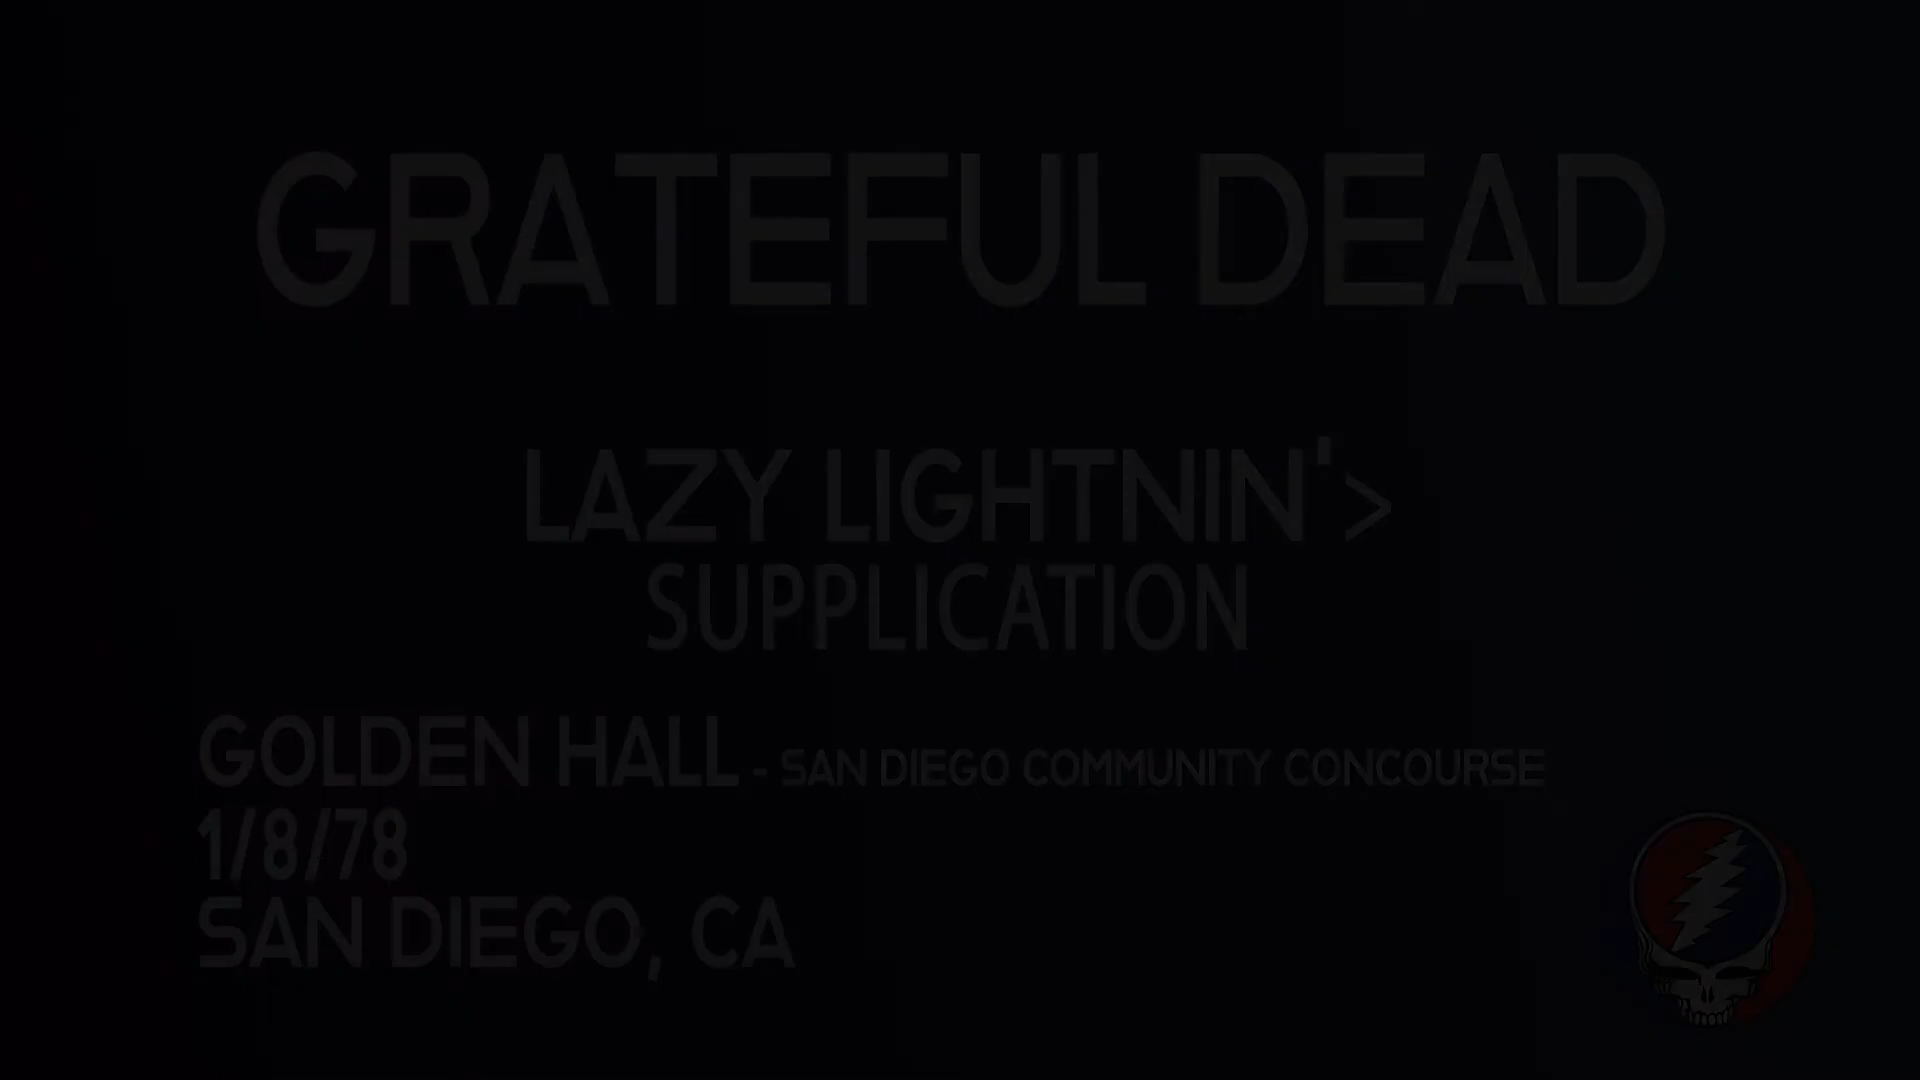 GRATEFUL DEAD
LAZY LIGHTNIN'>
SUPPLICATION
GOLDEN HALL - SAN DIEGO COMMUNITY CONCOURSE
1/8/78
SAN DIEGO, CA